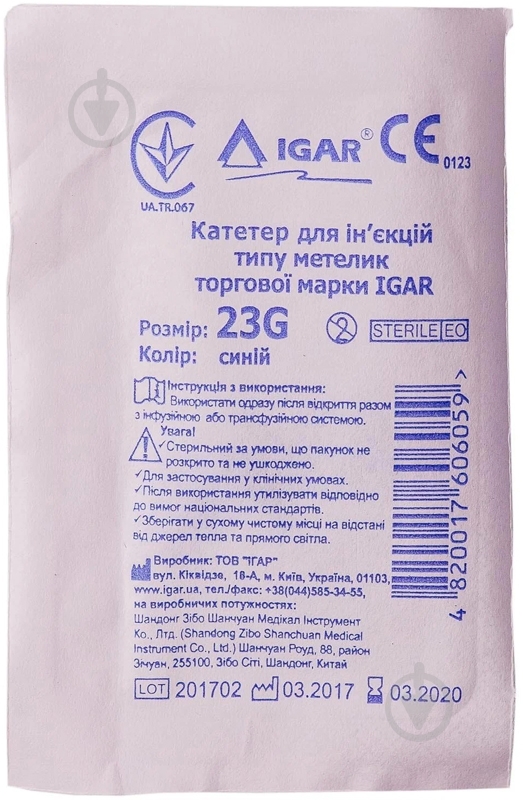 IGAR® CE 0123
UA.TR.067
Катетер для ін'єкцій
типу метелик
торгової марки IGAR
Розмір: 23G
STERILE EO
Колір: синій
Інструкція з використання:
Використати одразу після відкриття разом
з інфузійною або трансфузійною системою.
Увага!
✓Стерильний за умови, що пакунок не
розкрито та не ушкоджено.
✓Для застосування у клінічних умовах.
✓Після використання утилізувати відповідно
до вимог національних стандартів.
✓Зберігати у сухому чистому місці на відстані
від джерел тепла та прямого світла.
4 820017 606059 >
Виробник: ТОВ "ІГАР"
вул. Кіквідзе, 18-А, м. Київ, Україна, 01103,
www.igar.ua, тел./факс: +38(044)585-34-55,
на виробничих потужностях:
Шандонг Зібо Шанчуан Медікал Інструмент
Ко., Лтд. (Shandong Zibo Shanchuan Medical
Instrument Co., Ltd.) Шанчуан Роуд, 88, район
Зічуан, 255100, Зібо Сіті, Шандонг, Китай
LOT 201702 03.2017 03.2020